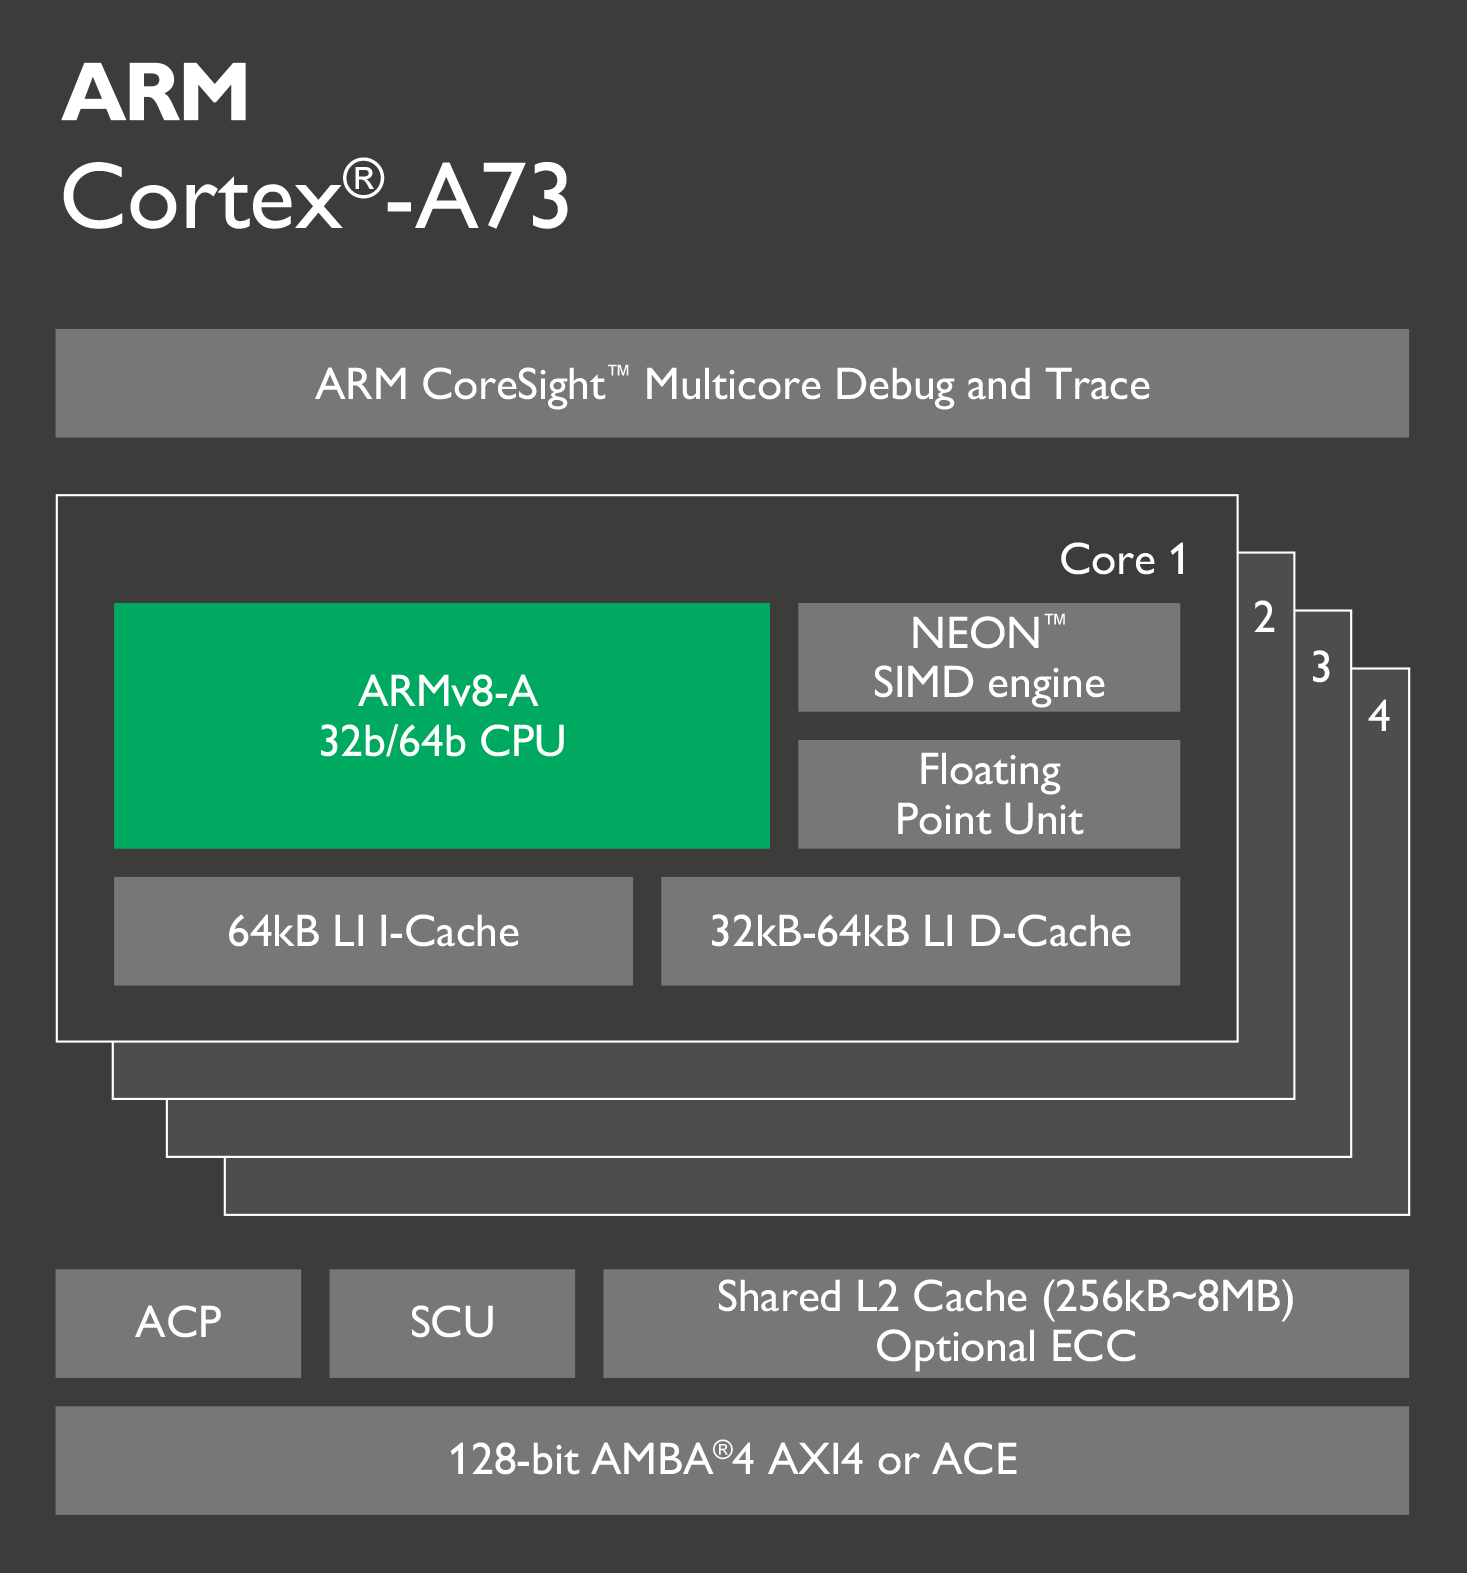 ARM
Cortex®-A73
ARM CoreSight™ Multicore Debug and Trace
Core 1
2
3
4
ARMv8-A
32b/64b CPU
NEON™
SIMD engine
Floating
Point Unit
64kB LI I-Cache
32kB-64kB LI D-Cache
ACP
SCU
Shared L2 Cache (256kB~8MB)
Optional ECC
128-bit AMBA®4 AXI4 or ACE